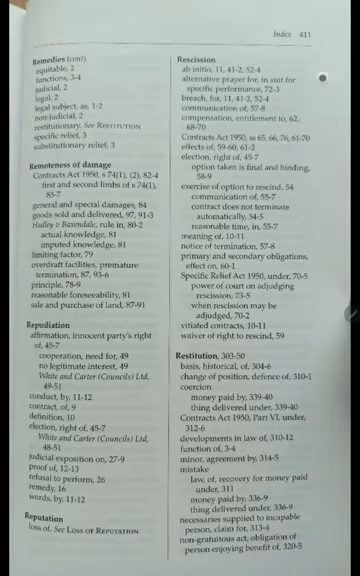 Index 411
Remedies (cont)
equitable, 2
functions, 3-4
judicial, 2
legal, 2
legal subject, as, 1-2
non-judicial, 2
restitutionary. See RESTITUTION
specific relief, 3
substitutionary relief, 3
Remoteness of damage
Contracts Act 1950, s 74(1), (2), 82-4
first and second limbs of s 74(1),
85-7
general and special damages, 84
goods sold and delivered, 97, 91-3
Hadley v Baxendale, rule in, 80-2
actual knowledge, 81
imputed knowledge, 81
limiting factor, 79
overdraft facilities, premature
termination, 87, 93-6
principle, 78-9
reasonable foreseeability, 81
sale and purchase of land, 87-91
Repudiation
affirmation, innocent party's right
of, 45-7
cooperation, need for, 49
no legitimate interest, 49
White and Carter (Councils) Ltd,
49-51
conduct, by, 11-12
contract, of, 9
definition, 10
election, right of, 45-7
White and Carter (Councils) Ltd,
48-51
judicial exposition on, 27-9
proof of, 12-13
refusal to perform, 26
remedy, 16
words, by, 11-12
Reputation
loss of. See LOSS OF REPUTATION
Rescission
ab initio, 11, 41-2, 52-4
alternative prayer for, in suit for
specific performance, 72-3
breach, for, 11, 41-2, 52-4
communication of, 57-8
compensation, entitlement to, 62,
68-70
Contracts Act 1950, ss 65, 66, 76, 61-70
effects of, 59-60, 61-2
election, right of, 45-7
option taken is final and binding,
58-9
exercise of option to rescind, 54
communication of, 55-7
contract does not terminate
automatically, 54-5
reasonable time, in, 55-7
meaning of, 10-11
notice of termination, 57-8
primary and secondary obligations,
effect on, 60-1
Specific Relief Act 1950, under, 70-5
power of court on adjudging
rescission, 73-5
when rescission may be
adjudged, 70-2
vitiated contracts, 10-11
waiver of right to rescind, 59
Restitution, 303-50
basis, historical, of, 304-6
change of position, defence of, 310-1
coercion
money paid by, 339-40
thing delivered under, 339-40
Contracts Act 1950, Part VI, under,
312-6
developments in law of, 310-12
function of, 3-4
minor, agreement by, 314-5
mistake
law, of, recovery for money paid
under, 311
money paid by, 336-9
thing delivered under, 336-9
necessaries supplied to incapable
person, claim for, 313-4
non-gratuitous act, obligation of
person enjoying benefit of, 320-5